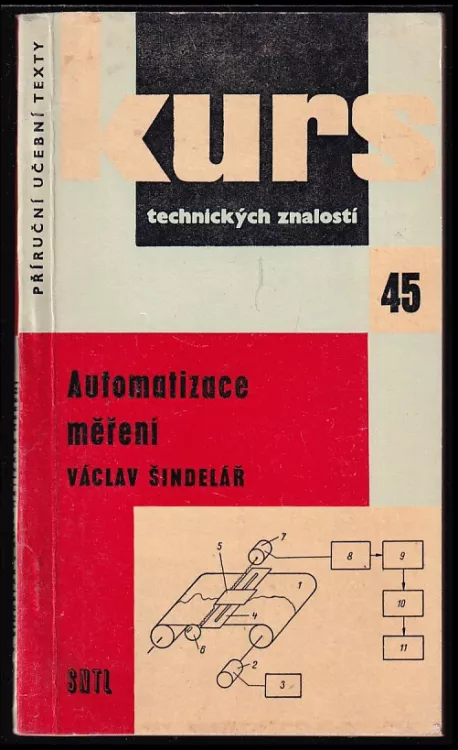 PŘÍRUČNÍ UČEBNÍ TEXTY
kurs
technických znalostí
45
Automatizace
měření
VÁCLAV ŠINDELÁŘ
7
5
8
9
1
4
10
6
2
11
3
SNTL